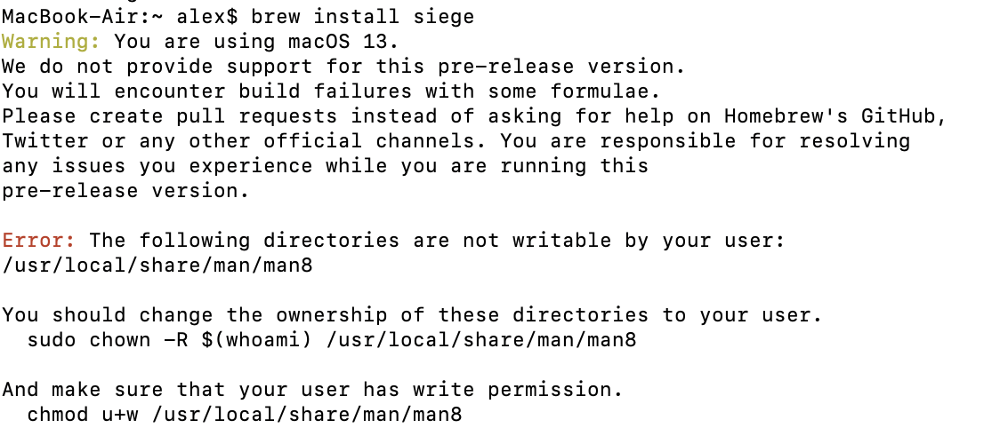 MacBook-Air:~ alex$ brew install siege
Warning: You are using macOS 13.
We do not provide support for this pre-release version.
You will encounter build failures with some formulae.
Please create pull requests instead of asking for help on Homebrew's GitHub,
Twitter or any other official channels. You are responsible for resolving
any issues you experience while you are running this
pre-release version.

Error: The following directories are not writable by your user:
/usr/local/share/man/man8

You should change the ownership of these directories to your user.
  sudo chown -R $(whoami) /usr/local/share/man/man8

And make sure that your user has write permission.
  chmod u+w /usr/local/share/man/man8